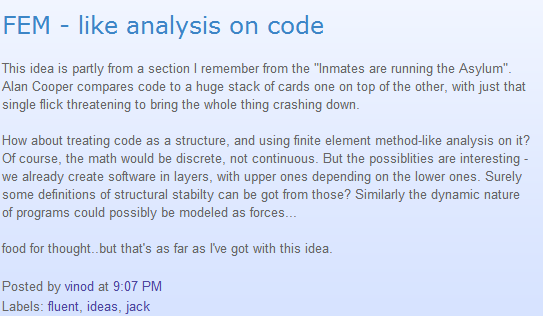 FEM - like analysis on code
This idea is partly from a section I remember from the "Inmates are running the Asylum".
Alan Cooper compares code to a huge stack of cards one on top of the other, with just that
single flick threatening to bring the whole thing crashing down.
How about treating code as a structure, and using finite element method-like analysis on it?
Of course, the math would be discrete, not continuous. But the possiblities are interesting -
we already create software in layers, with upper ones depending on the lower ones. Surely
some definitions of structural stabilty can be got from those? Similarly the dynamic nature
of programs could possibly be modeled as forces...
food for thought..but that's as far as I've got with this idea.
Posted by vinod at 9:07 PM
Labels: fluent, ideas, jack